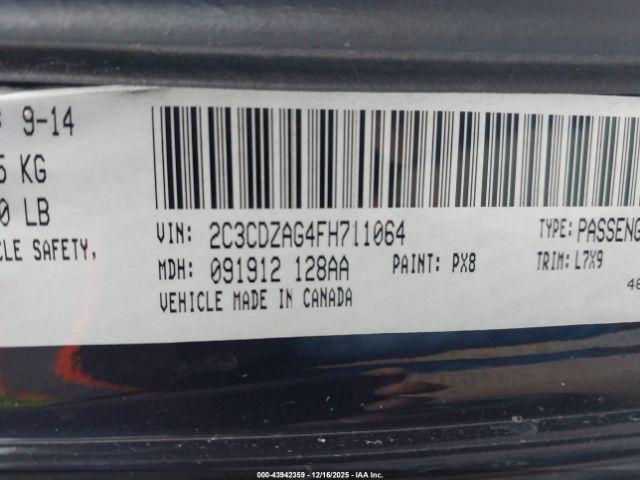 : 9-14
5 KG
0 LB
CLE SAFETY,
VIN: 2C3CDZAG4FH711064
TYPE: PASSENG
MDH: 091912 128AA
PAINT: PX8
TRIM: L7X9
VEHICLE MADE IN CANADA
46
000-43942359 - 12/16/2025 - IAA Inc.